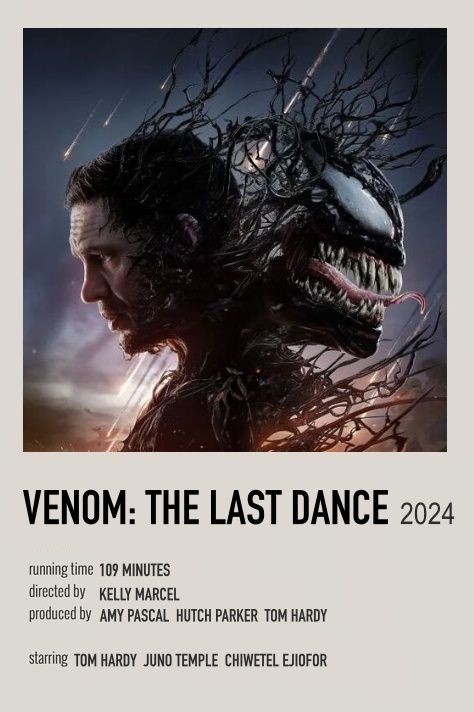 VENOM: THE LAST DANCE 2024
running time 109 MINUTES
directed by KELLY MARCEL
produced by AMY PASCAL HUTCH PARKER TOM HARDY
starring TOM HARDY JUNO TEMPLE CHIWETEL EJIOFOR